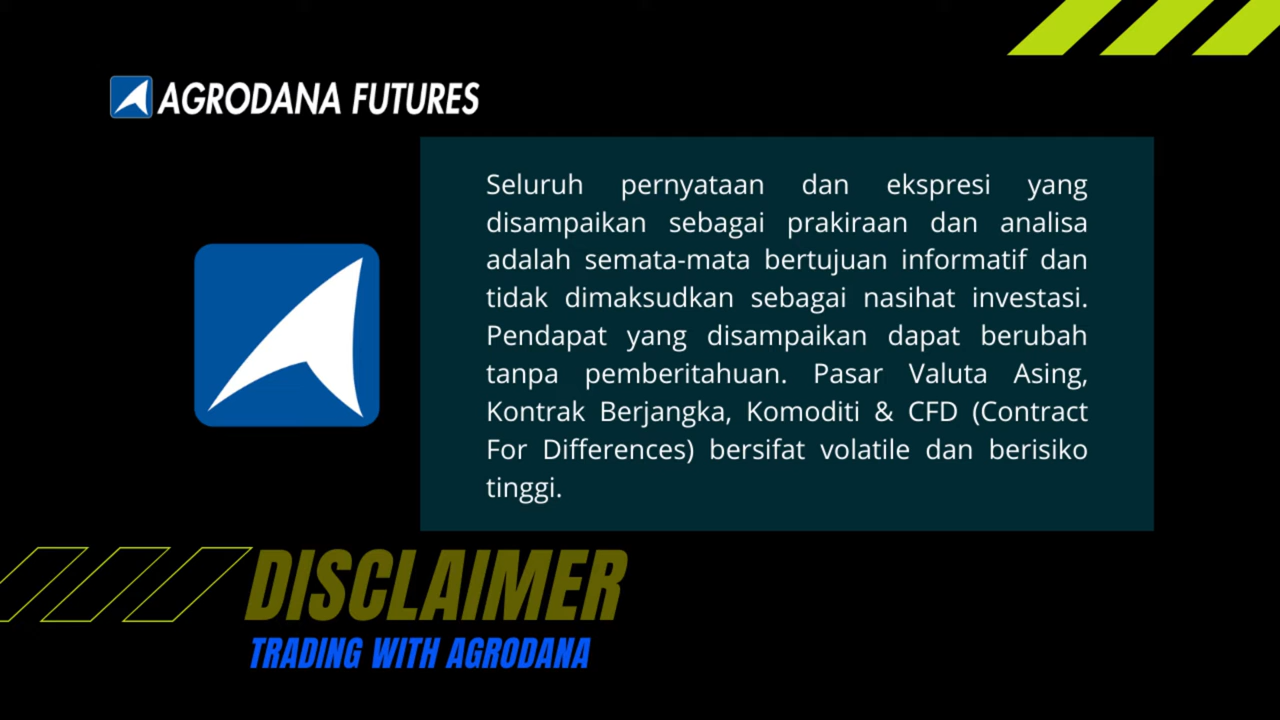 AGRODANA FUTURES
Seluruh pernyataan dan ekspresi yang
disampaikan sebagai prakiraan dan analisa
adalah semata-mata bertujuan informatif dan
tidak dimaksudkan sebagai nasihat investasi.
Pendapat yang disampaikan dapat berubah
tanpa pemberitahuan. Pasar Valuta Asing,
Kontrak Berjangka, Komoditi & CFD (Contract
For Differences) bersifat volatile dan berisiko
tinggi.
DISCLAIMER
TRADING WITH AGRODANA